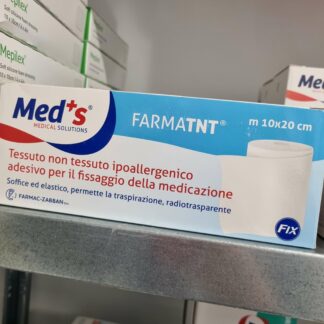 Mepilex®
Mepilex®
Med+s®
MEDICAL SOLUTIONS
FARMATNT®
m 10x20 cm
Tessuto non tessuto ipoallergenico
adesivo per il fissaggio della medicazione
Soffice ed elastico, permette la traspirazione, radiotrasparente
FARMAC-ZABBAN
FIX